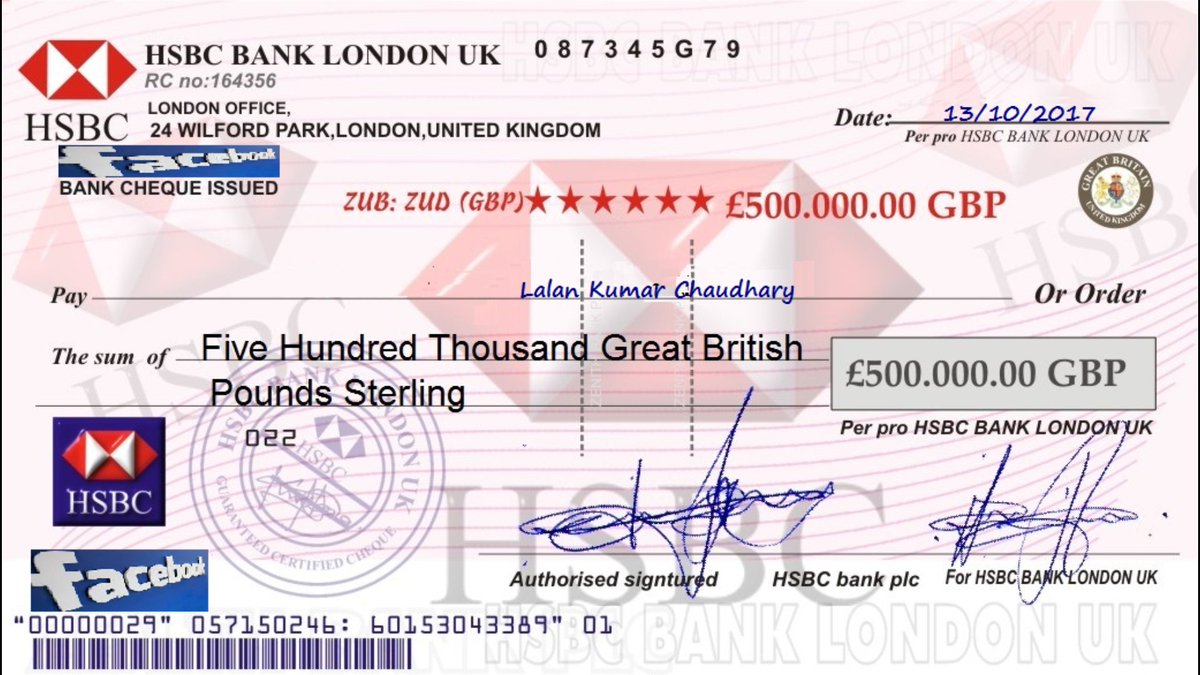 HSBC BANK LONDON UK 087345G79
RC no:164356
HSBC
LONDON OFFICE,
24 WILFORD PARK,LONDON,UNITED KINGDOM
Date: 13/10/2017
Per pro HSBC BANK LONDON UK
facebook
BANK CHEQUE ISSUED
GREAT BRITAIN
UNITED KINGDOM
ZUB: ZUD (GBP)★★★★★★ £500.000.00 GBP
Pay Lalan Kumar Chaudhary Or Order
The sum of Five Hundred Thousand Great British
Pounds Sterling
£500.000.00 GBP
Per pro HSBC BANK LONDON UK
022
HSBC
HSBC BANK LONDON UK
HSBC
GUARANTEED CERTIFIED CHEQUE
HSBC
Authorised signtured HSBC bank plc For HSBC BANK LONDON UK
facebook
"00000029" 057150246: 60153043389" 01
HSBC BANK LONDON UK